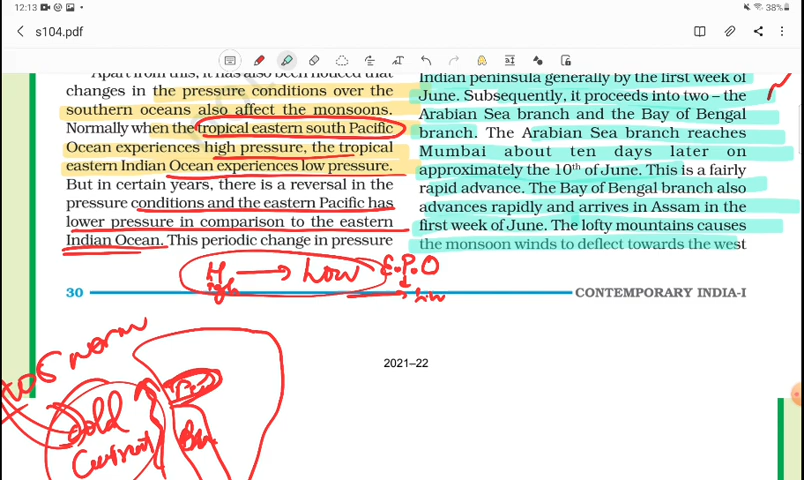 12:13
38%
s104.pdf
Apart from this, it has also been noticed that
changes in the pressure conditions over the
southern oceans also affect the monsoons.
Normally when the tropical eastern south Pacific
Ocean experiences high pressure, the tropical
eastern Indian Ocean experiences low pressure.
But in certain years, there is a reversal in the
pressure conditions and the eastern Pacific has
lower pressure in comparison to the eastern
Indian Ocean. This periodic change in pressure
Indian peninsula generally by the first week of
June. Subsequently, it proceeds into two – the
Arabian Sea branch and the Bay of Bengal
branch. The Arabian Sea branch reaches
Mumbai about ten days later on
approximately the 10th of June. This is a fairly
rapid advance. The Bay of Bengal branch also
advances rapidly and arrives in Assam in the
first week of June. The lofty mountains causes
the monsoon winds to deflect towards the west
High → Low E.P.O
Low
30
CONTEMPORARY INDIA-I
2021–22
norm
Cold
Current